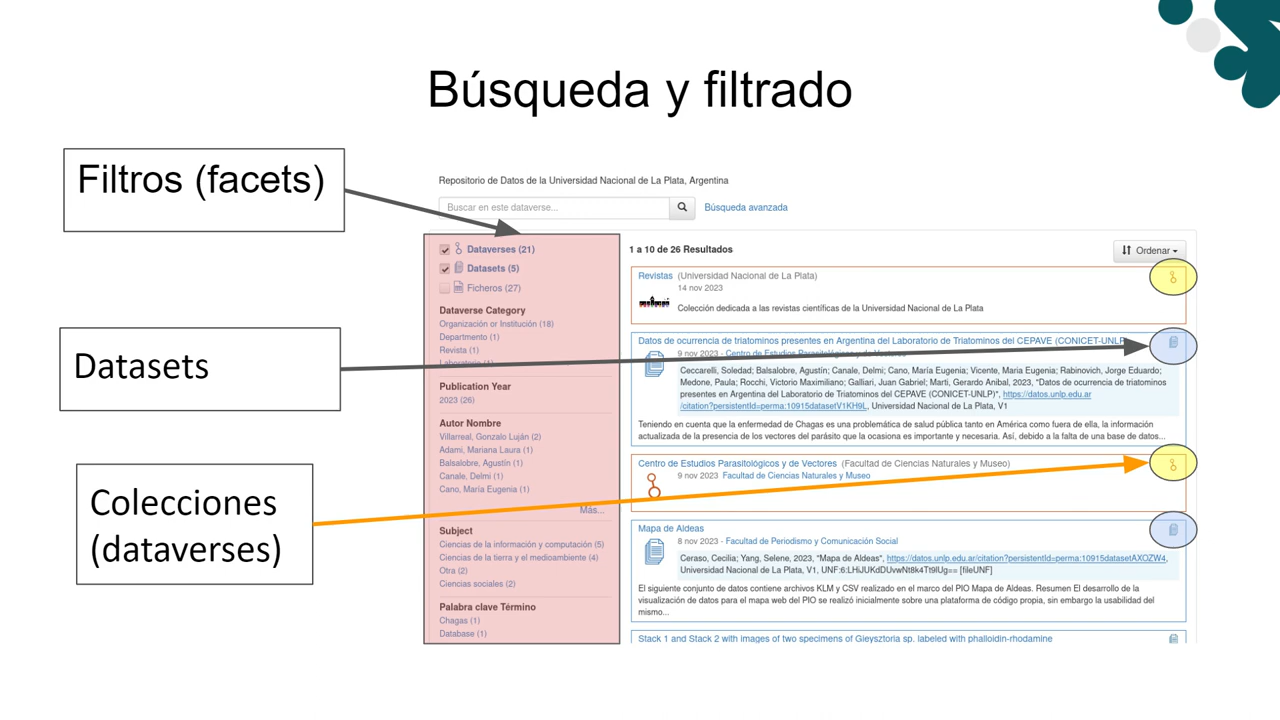 Búsqueda y filtrado
Filtros (facets)
Datasets
Colecciones
(dataverses)
Repositorio de Datos de la Universidad Nacional de La Plata, Argentina
Buscar en este dataverse...
Búsqueda avanzada
Dataverses (21)
Datasets (5)
Ficheros (27)
Dataverse Category
Organización or Institución (18)
Departmento (1)
Revista (1)
Laboratorio (1)
Publication Year
2023 (26)
Autor Nombre
Villarreal, Gonzalo Luján (2)
Adami, Mariana Laura (1)
Balsalobre, Agustín (1)
Canale, Delmi (1)
Cano, María Eugenia (1)
Más...
Subject
Ciencias de la información y computación (5)
Ciencias de la tierra y el medioambiente (4)
Otra (2)
Ciencias sociales (2)
Palabra clave Término
Chagas (1)
Database (1)
1 a 10 de 26 Resultados
Ordenar
Revistas (Universidad Nacional de La Plata)
14 nov 2023
Colección dedicada a las revistas científicas de la Universidad Nacional de La Plata
Datos de ocurrencia de triatominos presentes en Argentina del Laboratorio de Triatominos del CEPAVE (CONICET-UNLP
9 nov 2023 - Centro de Estudios Parasitológicos y de Vectores
Ceccarelli, Soledad; Balsalobre, Agustín; Canale, Delmi; Cano, María Eugenia; Vicente, Maria Eugenia; Rabinovich, Jorge Eduardo;
Medone, Paula; Rocchi, Victorio Maximiliano; Galliari, Juan Gabriel; Marti, Gerardo Anibal, 2023, "Datos de ocurrencia de triatominos
presentes en Argentina del Laboratorio de Triatominos del CEPAVE (CONICET-UNLP)", https://datos.unlp.edu.ar
/citation?persistentId=perma:10915datasetV1KH9L, Universidad Nacional de La Plata, V1
Teniendo en cuenta que la enfermedad de Chagas es una problemática de salud pública tanto en América como fuera de ella, la información
actualizada de la presencia de los vectores del parásito que la ocasiona es importante y necesaria. Así, debido a la falta de una base de datos...
Centro de Estudios Parasitológicos y de Vectores (Facultad de Ciencias Naturales y Museo)
9 nov 2023 Facultad de Ciencias Naturales y Museo
Mapa de Aldeas
8 nov 2023 - Facultad de Periodismo y Comunicación Social
Ceraso, Cecilia; Yang, Selene, 2023, "Mapa de Aldeas", https://datos.unlp.edu.ar/citation?persistentId=perma:10915datasetAXOZW4,
Universidad Nacional de La Plata, V1, UNF:6:LHiJUKdDUvwNt8k4Tt9lUg== [fileUNF]
El siguiente conjunto de datos contiene archivos KLM y CSV realizado en el marco del PIO Mapa de Aldeas. Resumen El desarrollo de la
visualización de datos para el mapa web del PIO se realizó inicialmente sobre una plataforma de código propia, sin embargo la usabilidad del
mismo...
Stack 1 and Stack 2 with images of two specimens of Gieysztoria sp. labeled with phalloidin-rhodamine